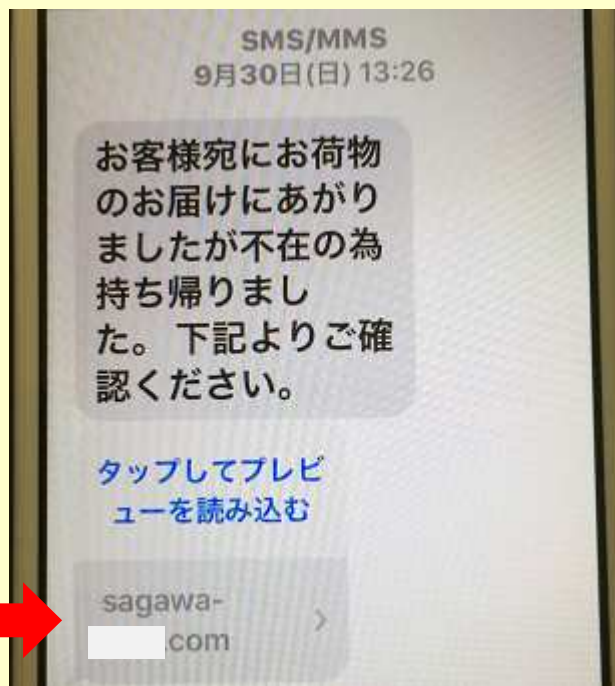 SMS/MMS
9月30日(日) 13:26
お客様宛にお荷物
のお届けにあがり
ましたが不在の為
持ち帰りまし
た。 下記よりご確
認ください。
タップしてプレビ
ューを読み込む
sagawa-
.com